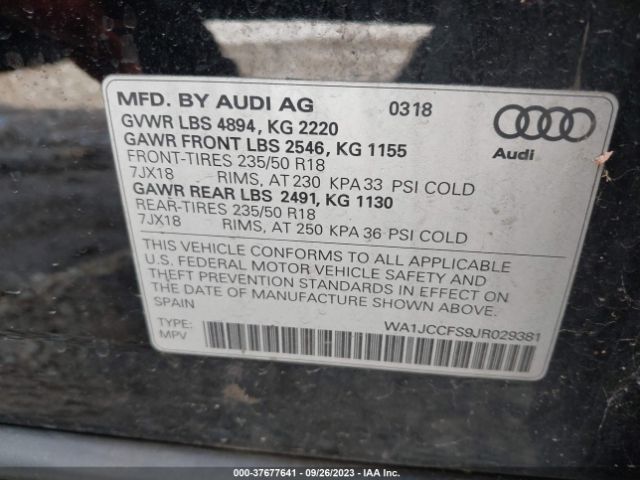 MFD. BY AUDI AG 0318
GVWR LBS 4894, KG 2220
GAWR FRONT LBS 2546, KG 1155
FRONT-TIRES 235/50 R18
7JX18 RIMS, AT 230 KPA 33 PSI COLD
GAWR REAR LBS 2491, KG 1130
REAR-TIRES 235/50 R18
7JX18 RIMS, AT 250 KPA 36 PSI COLD
Audi
THIS VEHICLE CONFORMS TO ALL APPLICABLE
U.S. FEDERAL MOTOR VEHICLE SAFETY AND
THEFT PREVENTION STANDARDS IN EFFECT ON
THE DATE OF MANUFACTURE SHOWN ABOVE.
SPAIN
WA1JCCFS9JR029381
TYPE:
MPV
000-37677641 / 09/26/2023 / IAA Inc.